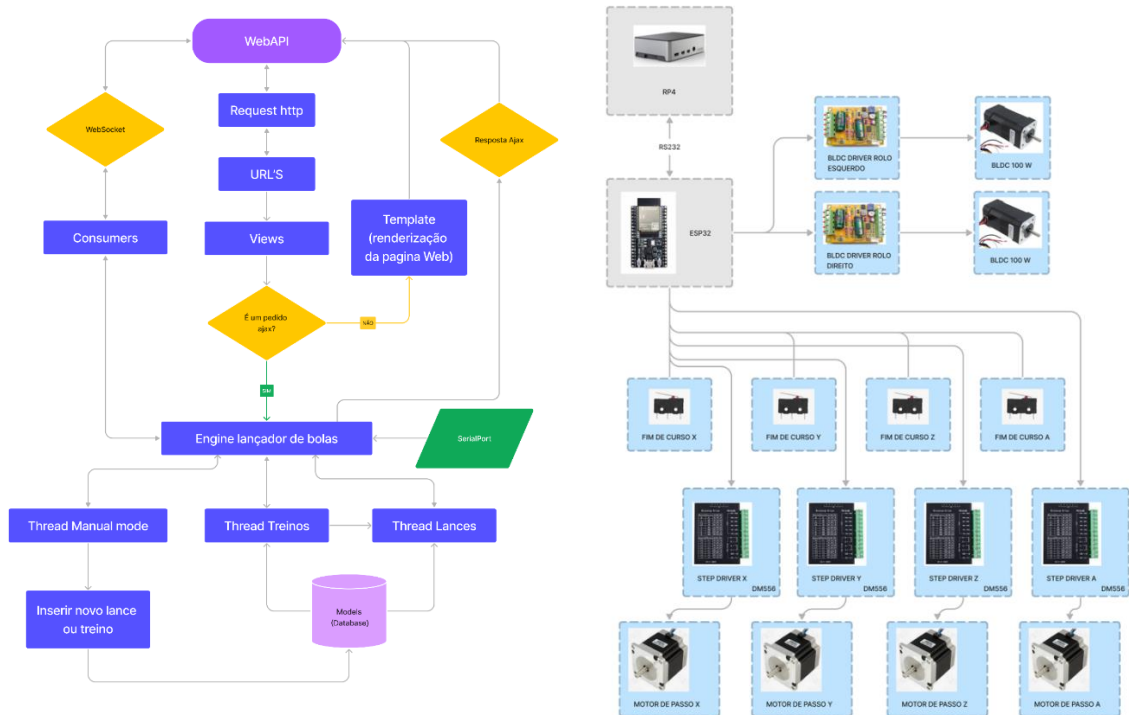 WebAPI
WebSocket
Request http
Resposta Ajax
URL'S
Consumers
Views
Template
(renderização
da pagina Web)
É um pedido
ajax?
NÃO
SIM
Engine lançador de bolas
SerialPort
Thread Manual mode
Thread Treinos
Thread Lances
Inserir novo lance
ou treino
Models
(Database)
RP4
RS232
ESP32
BLDC DRIVER ROLO
ESQUERDO
BLDC 100 W
BLDC DRIVER ROLO
DIREITO
BLDC 100 W
FIM DE CURSO X
FIM DE CURSO Y
FIM DE CURSO Z
FIM DE CURSO A
STEP DRIVER X
DM556
STEP DRIVER Y
DM556
STEP DRIVER Z
DM556
STEP DRIVER A
DM556
MOTOR DE PASSO X
MOTOR DE PASSO Y
MOTOR DE PASSO Z
MOTOR DE PASSO A